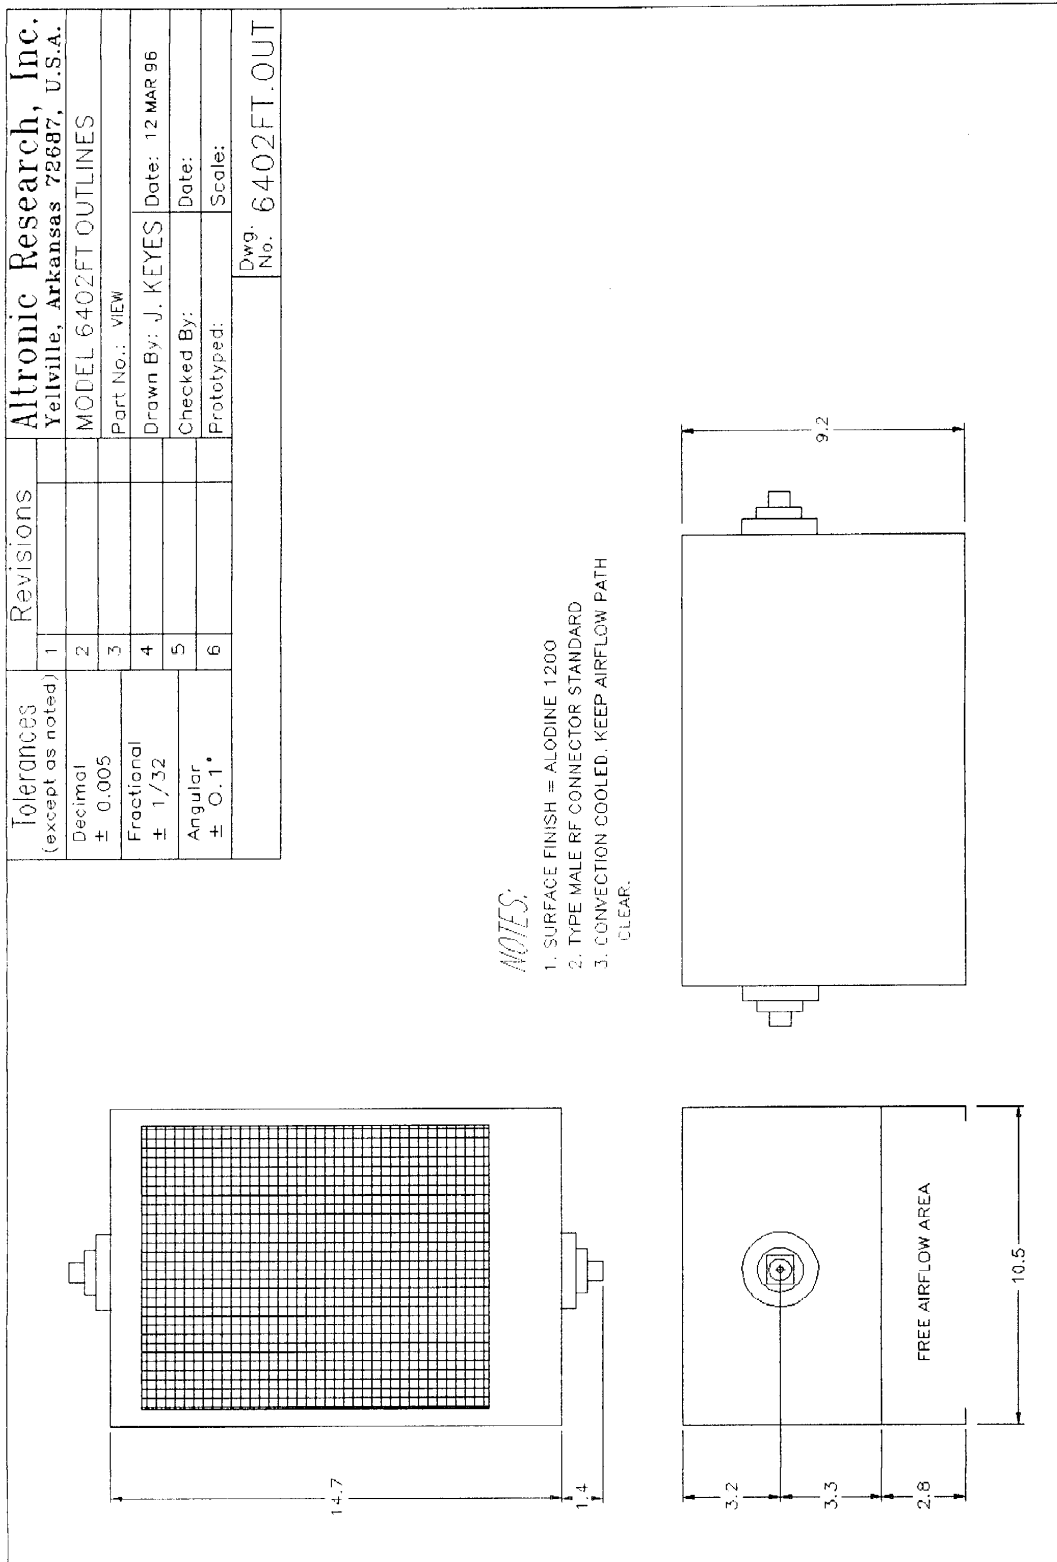 Tolerances
(except as noted)
Decimal
± 0.005
Fractional
± 1/32
Angular
± 0.1°
Revisions
1
2
3
4
5
6
Altronic Research, Inc.
Yellville, Arkansas 72687, U.S.A.
MODEL 6402FT OUTLINES
Part No.: VIEW
Drawn By: J. KEYES
Date: 12 MAR 96
Checked By:
Date:
Prototyped:
Scale:
Dwg. No. 6402FT.OUT
NOTES:
1. SURFACE FINISH = ALODINE 1200
2. TYPE MALE RF CONNECTOR STANDARD
3. CONVECTION COOLED. KEEP AIRFLOW PATH
CLEAR.
14.7
1.4
3.2
3.3
2.8
FREE AIRFLOW AREA
10.5
9.2